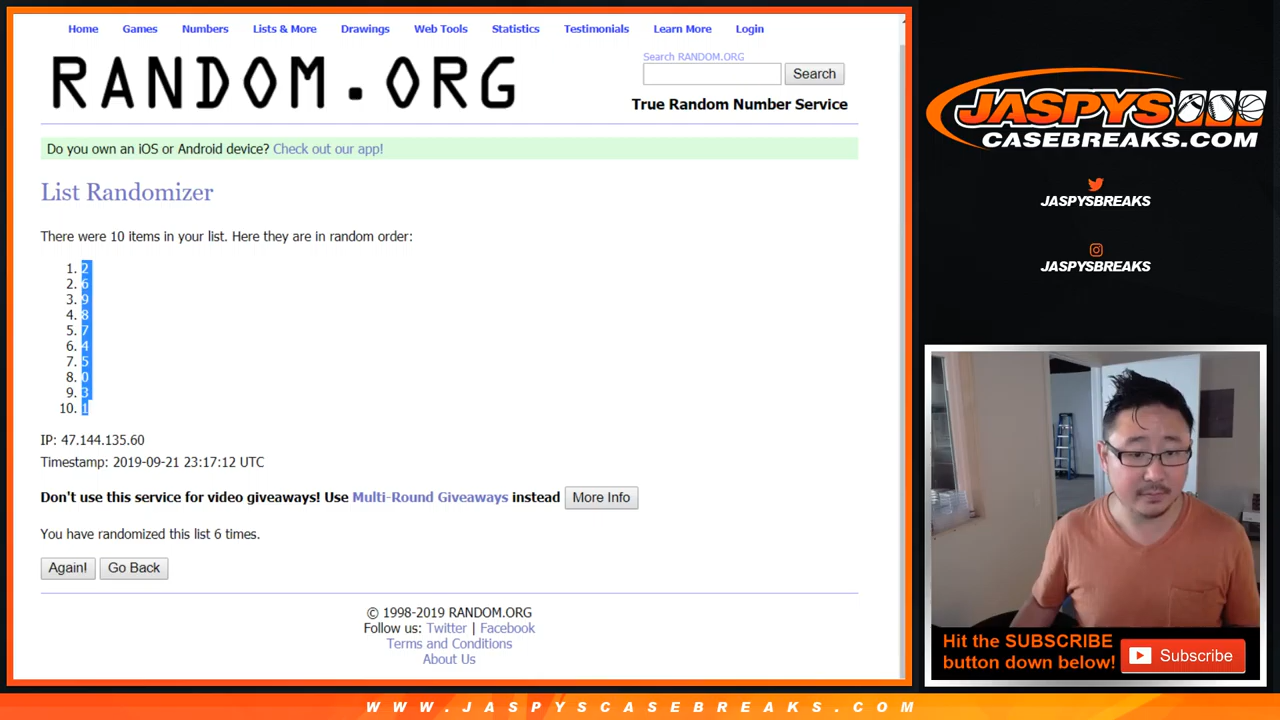 Home Games Numbers Lists & More Drawings Web Tools Statistics Testimonials Learn More Login
RANDOM.ORG
Search RANDOM.ORG
Search
True Random Number Service
Do you own an iOS or Android device? Check out our app!
List Randomizer
There were 10 items in your list. Here they are in random order:
1. 2
2. 6
3. 9
4. 8
5. 7
6. 4
7. 5
8. 0
9. 3
10. 1
IP: 47.144.135.60
Timestamp: 2019-09-21 23:17:12 UTC
Don't use this service for video giveaways! Use Multi-Round Giveaways instead More Info
You have randomized this list 6 times.
Again! Go Back
© 1998-2019 RANDOM.ORG
Follow us: Twitter | Facebook
Terms and Conditions
About Us
JASPYS
CASEBREAKS.COM
JASPYSBREAKS
JASPYSBREAKS
Hit the SUBSCRIBE
button down below!
Subscribe
WWW.JASPYSCASEBREAKS.COM